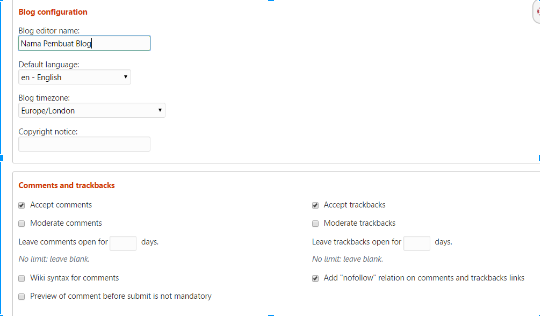 Blog configuration
Blog editor name:
Nama Pembuat Blog
Default language:
en - English
Blog timezone:
Europe/London
Copyright notice:
Comments and trackbacks
Accept comments
Accept trackbacks
Moderate comments
Moderate trackbacks
Leave comments open for days.
Leave trackbacks open for days.
No limit: leave blank.
No limit: leave blank.
Wiki syntax for comments
Add "nofollow" relation on comments and trackbacks links
Preview of comment before submit is not mandatory